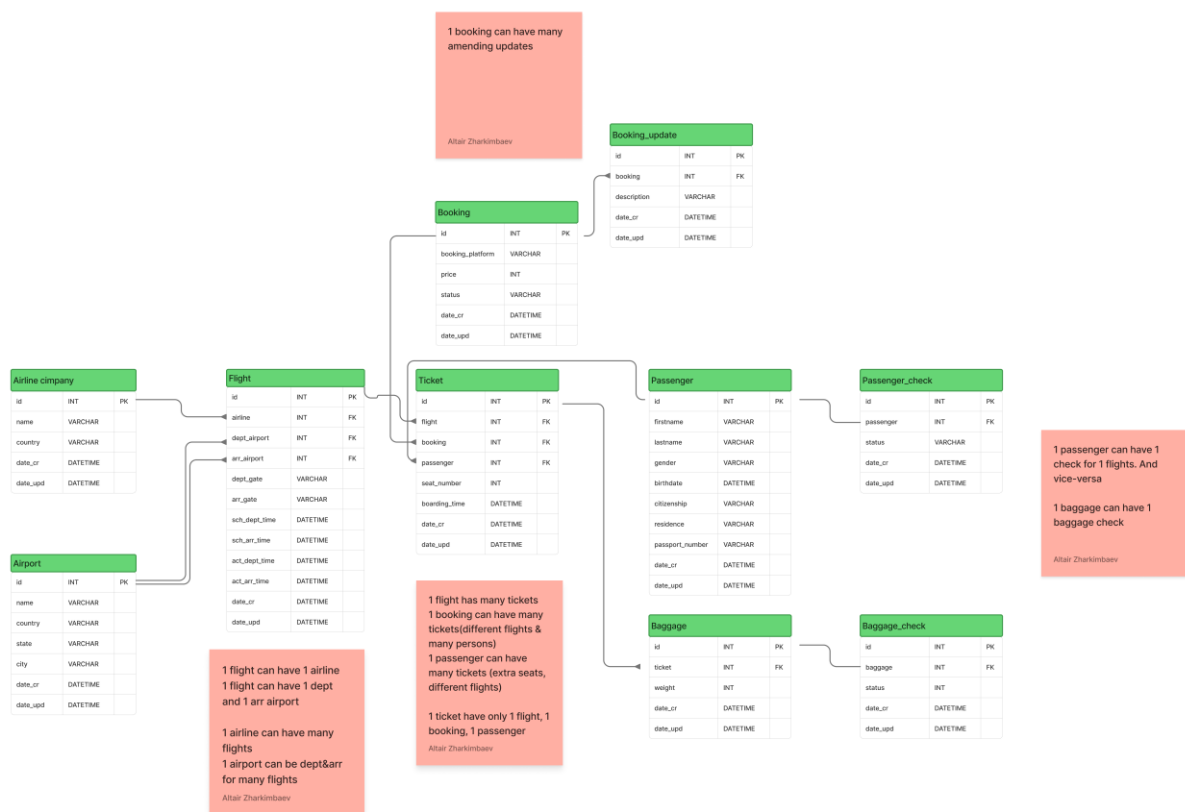 1 booking can have many
amending updates
Altair Zharkimbaev
Booking_update
id INT PK
booking INT FK
description VARCHAR
date_cr DATETIME
date_upd DATETIME
Booking
id INT PK
booking_platform VARCHAR
price INT
status VARCHAR
date_cr DATETIME
date_upd DATETIME
Airline cimpany
id INT PK
name VARCHAR
country VARCHAR
date_cr DATETIME
date_upd DATETIME
Flight
id INT PK
airline INT FK
dept_airport INT FK
arr_airport INT FK
dept_gate VARCHAR
arr_gate VARCHAR
sch_dept_time DATETIME
sch_arr_time DATETIME
act_dept_time DATETIME
act_arr_time DATETIME
date_cr DATETIME
date_upd DATETIME
Ticket
id INT PK
flight INT FK
booking INT FK
passenger INT FK
seat_number INT
boarding_time DATETIME
date_cr DATETIME
date_upd DATETIME
Passenger
id INT PK
firstname VARCHAR
lastname VARCHAR
gender VARCHAR
birthdate DATETIME
citizenship VARCHAR
residence VARCHAR
passport_number VARCHAR
date_cr DATETIME
date_upd DATETIME
Passenger_check
id INT PK
passenger INT FK
status VARCHAR
date_cr DATETIME
date_upd DATETIME
1 passenger can have 1
check for 1 flights. And
vice-versa
1 baggage can have 1
baggage check
Altair Zharkimbaev
Airport
id INT PK
name VARCHAR
country VARCHAR
state VARCHAR
city VARCHAR
date_cr DATETIME
date_upd DATETIME
1 flight can have 1 airline
1 flight can have 1 dept
and 1 arr airport
1 airline can have many
flights
1 airport can be dept&arr
for many flights
Altair Zharkimbaev
1 flight has many tickets
1 booking can have many
tickets(different flights &
many persons)
1 passenger can have
many tickets (extra seats,
different flights)
1 ticket have only 1 flight, 1
booking, 1 passenger
Altair Zharkimbaev
Baggage
id INT PK
ticket INT FK
weight INT
date_cr DATETIME
date_upd DATETIME
Baggage_check
id INT PK
baggage INT FK
status INT
date_cr DATETIME
date_upd DATETIME